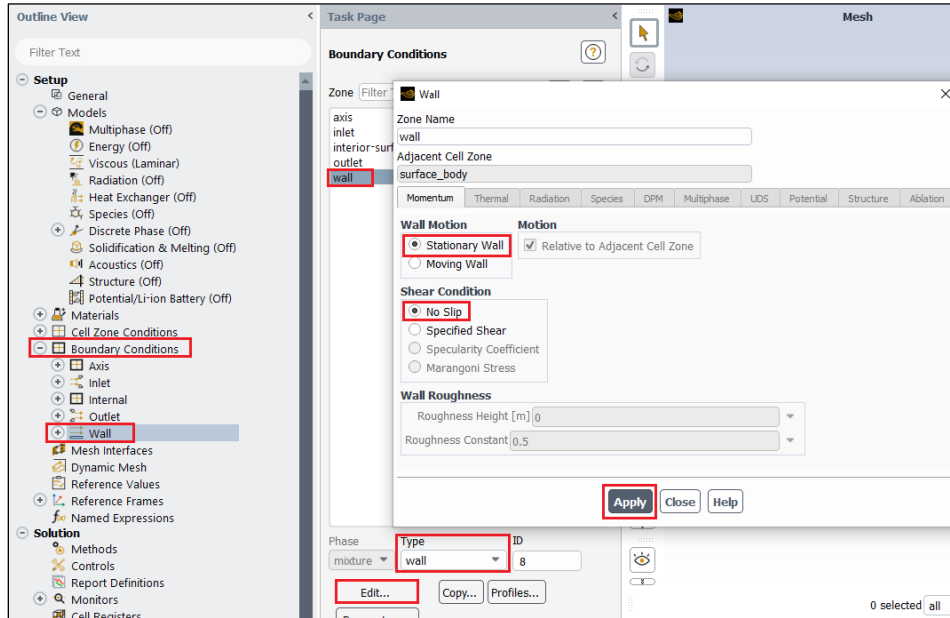 Outline View
Filter Text
Setup
General
Models
Multiphase (Off)
Energy (Off)
Viscous (Laminar)
Radiation (Off)
Heat Exchanger (Off)
Species (Off)
Discrete Phase (Off)
Solidification & Melting (Off)
Acoustics (Off)
Structure (Off)
Potential/Li-ion Battery (Off)
Materials
Cell Zone Conditions
Boundary Conditions
Axis
Inlet
Internal
Outlet
Wall
Mesh Interfaces
Dynamic Mesh
Reference Values
Reference Frames
Named Expressions
Solution
Methods
Controls
Report Definitions
Monitors
Cell Registers
Task Page
Boundary Conditions
Zone Filter
axis
inlet
interior-surf
outlet
wall
Phase Type ID
mixture wall 8
Edit... Copy... Profiles...
Mesh
Wall
Zone Name
wall
Adjacent Cell Zone
surface_body
Momentum Thermal Radiation Species DPM Multiphase UDS Potential Structure Ablation
Wall Motion Motion
Stationary Wall Relative to Adjacent Cell Zone
Moving Wall
Shear Condition
No Slip
Specified Shear
Specularity Coefficient
Marangoni Stress
Wall Roughness
Roughness Height [m] 0
Roughness Constant 0.5
Apply Close Help
0 selected all